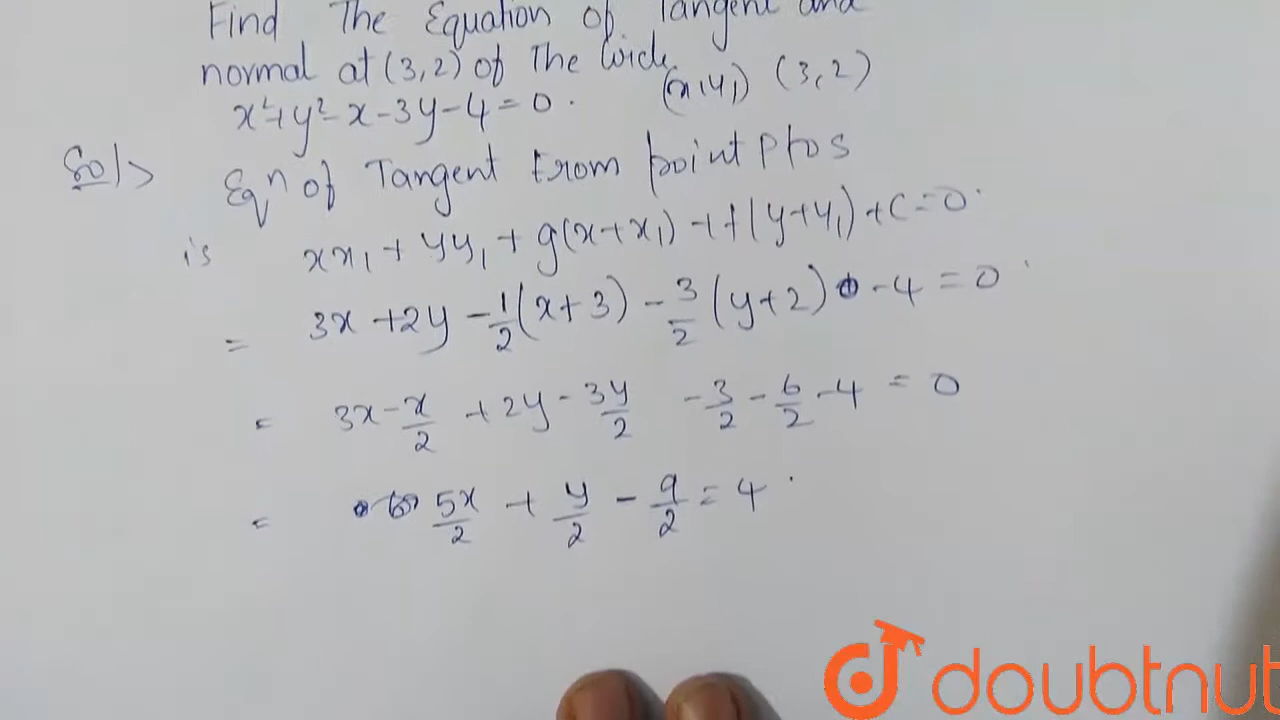 Find The Equation of Tangent and
normal at (3,2) of The Circle
x²+y²-x-3y-4=0. (x1,y1) (3,2)
Sol>
Eqⁿ of Tangent From point P to S
is xx₁ + yy₁ + g(x+x₁) + f(y+y₁) + c = 0.
= 3x + 2y - 1/2 (x+3) - 3/2 (y+2) - 4 = 0
= 3x - x/2 + 2y - 3y/2 - 3/2 - 6/2 - 4 = 0
= 5x/2 + y/2 - 9/2 = 4.
doubtnut